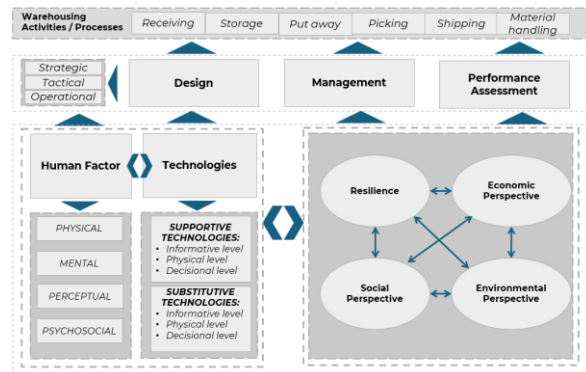 Warehousing
Activities / Processes
Receiving
Storage
Put away
Picking
Shipping
Material
handling
Strategic
Tactical
Operational
Design
Management
Performance
Assessment
Human Factor
Technologies
PHYSICAL
MENTAL
PERCEPTUAL
PSYCHOSOCIAL
SUPPORTIVE
TECHNOLOGIES:
• Informative level
• Physical level
• Decisional level
SUBSTITUTIVE
TECHNOLOGIES:
• Informative level
• Physical level
• Decisional level
Resilience
Economic
Perspective
Social
Perspective
Environmental
Perspective